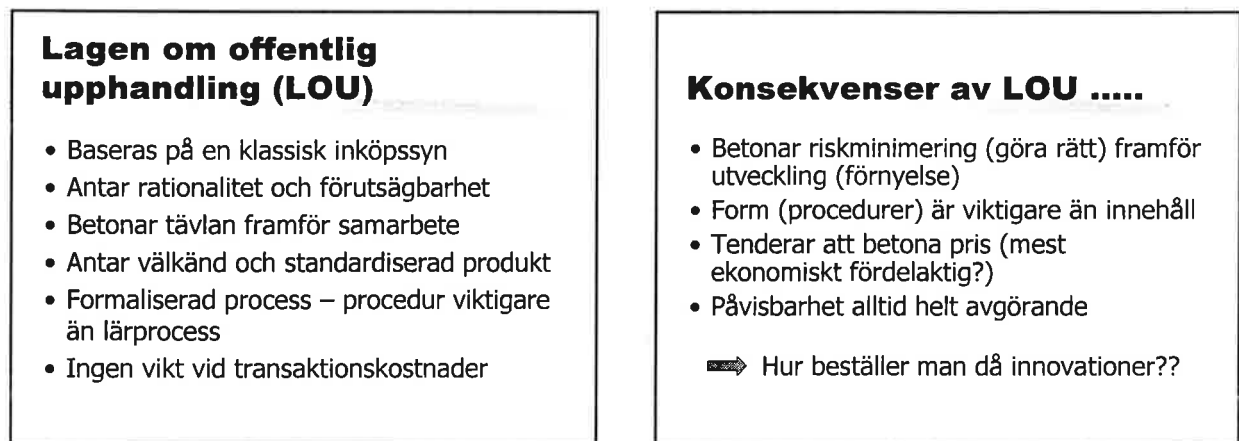 Lagen om offentlig
upphandling (LOU)
• Baseras på en klassisk inköpssyn
• Antar rationalitet och förutsägbarhet
• Betonar tävlan framför samarbete
• Antar välkänd och standardiserad produkt
• Formaliserad process – procedur viktigare
än lärprocess
• Ingen vikt vid transaktionskostnader
Konsekvenser av LOU .....
• Betonar riskminimering (göra rätt) framför
utveckling (förnyelse)
• Form (procedurer) är viktigare än innehåll
• Tenderar att betona pris (mest
ekonomiskt fördelaktig?)
• Påvisbarhet alltid helt avgörande
⇒ Hur beställer man då innovationer??